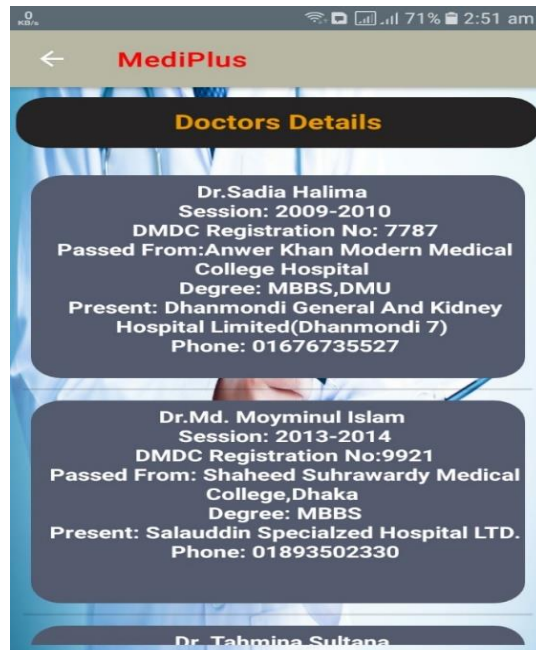 0
KB/s
71% 2:51 am
MediPlus
Doctors Details
Dr.Sadia Halima
Session: 2009-2010
DMDC Registration No: 7787
Passed From:Anwer Khan Modern Medical
College Hospital
Degree: MBBS,DMU
Present: Dhanmondi General And Kidney
Hospital Limited(Dhanmondi 7)
Phone: 01676735527
Dr.Md. Moyminul Islam
Session: 2013-2014
DMDC Registration No:9921
Passed From: Shaheed Suhrawardy Medical
College,Dhaka
Degree: MBBS
Present: Salauddin Specialzed Hospital LTD.
Phone: 01893502330
Dr. Tahmina Sultana